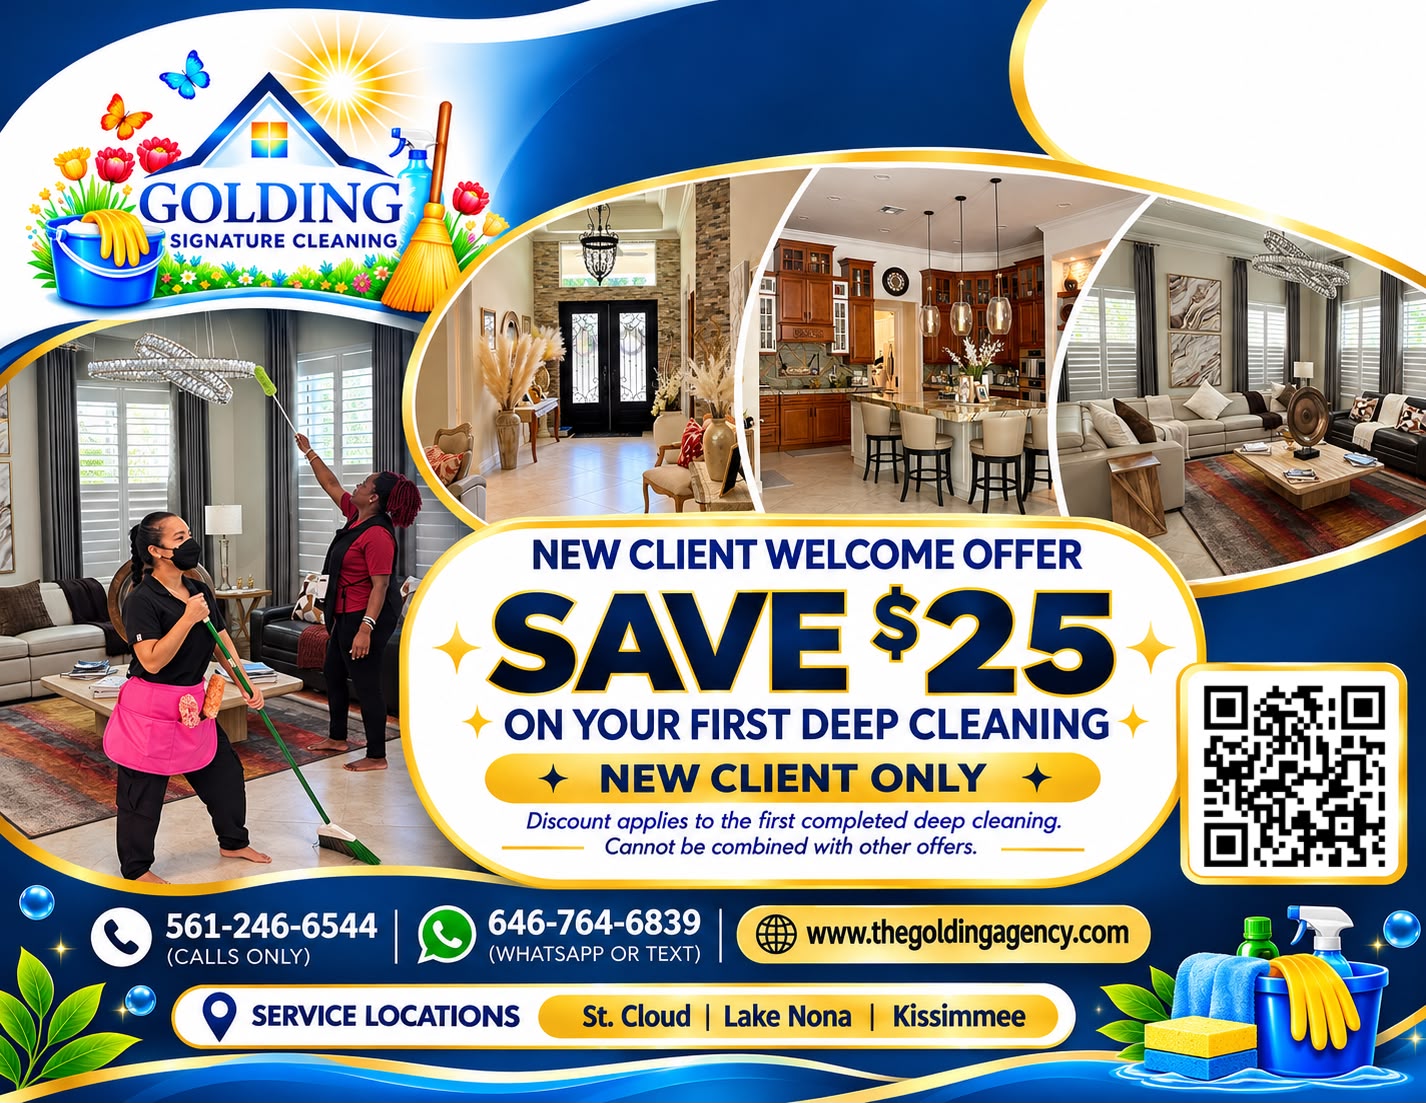 GOLDING
SIGNATURE CLEANING
NEW CLIENT WELCOME OFFER
SAVE $25
ON YOUR FIRST DEEP CLEANING
NEW CLIENT ONLY
Discount applies to the first completed deep cleaning.
Cannot be combined with other offers.
561-246-6544
(CALLS ONLY)
646-764-6839
(WHATSAPP OR TEXT)
www.thegoldingagency.com
SERVICE LOCATIONS
St. Cloud | Lake Nona | Kissimmee